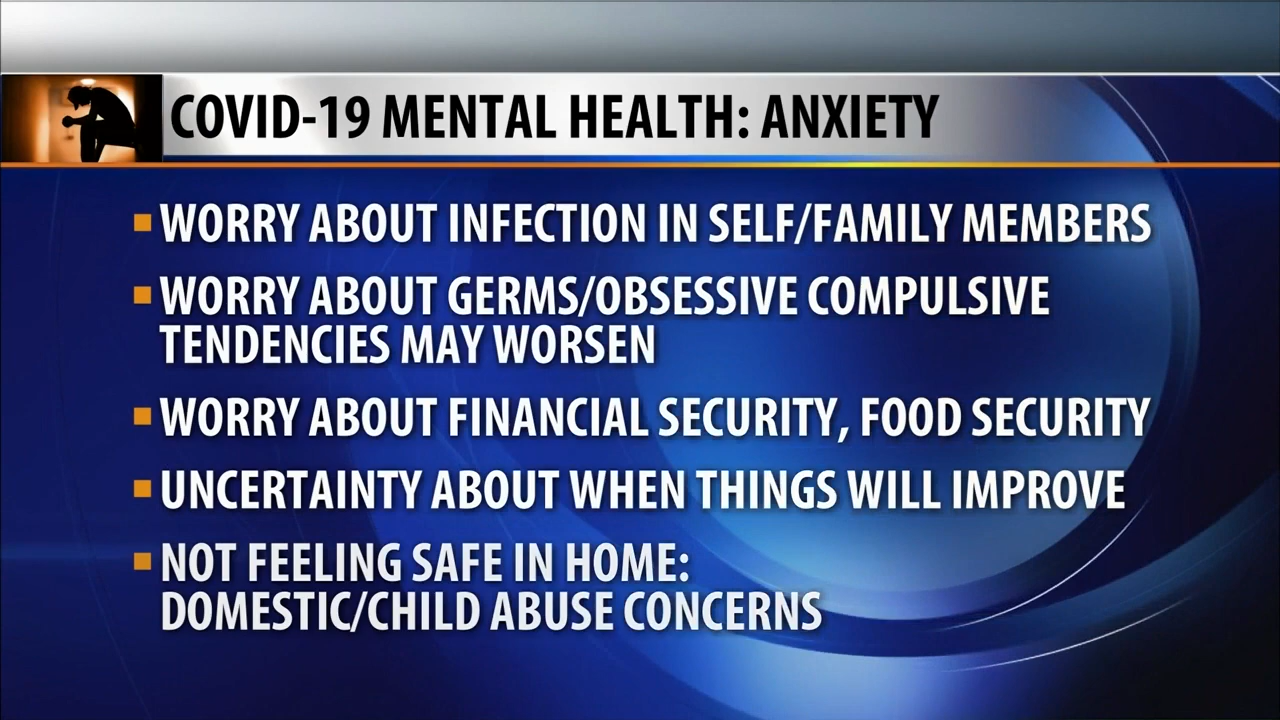 COVID-19 MENTAL HEALTH: ANXIETY
WORRY ABOUT INFECTION IN SELF/FAMILY MEMBERS
WORRY ABOUT GERMS/OBSESSIVE COMPULSIVE
TENDENCIES MAY WORSEN
WORRY ABOUT FINANCIAL SECURITY, FOOD SECURITY
UNCERTAINTY ABOUT WHEN THINGS WILL IMPROVE
NOT FEELING SAFE IN HOME:
DOMESTIC/CHILD ABUSE CONCERNS